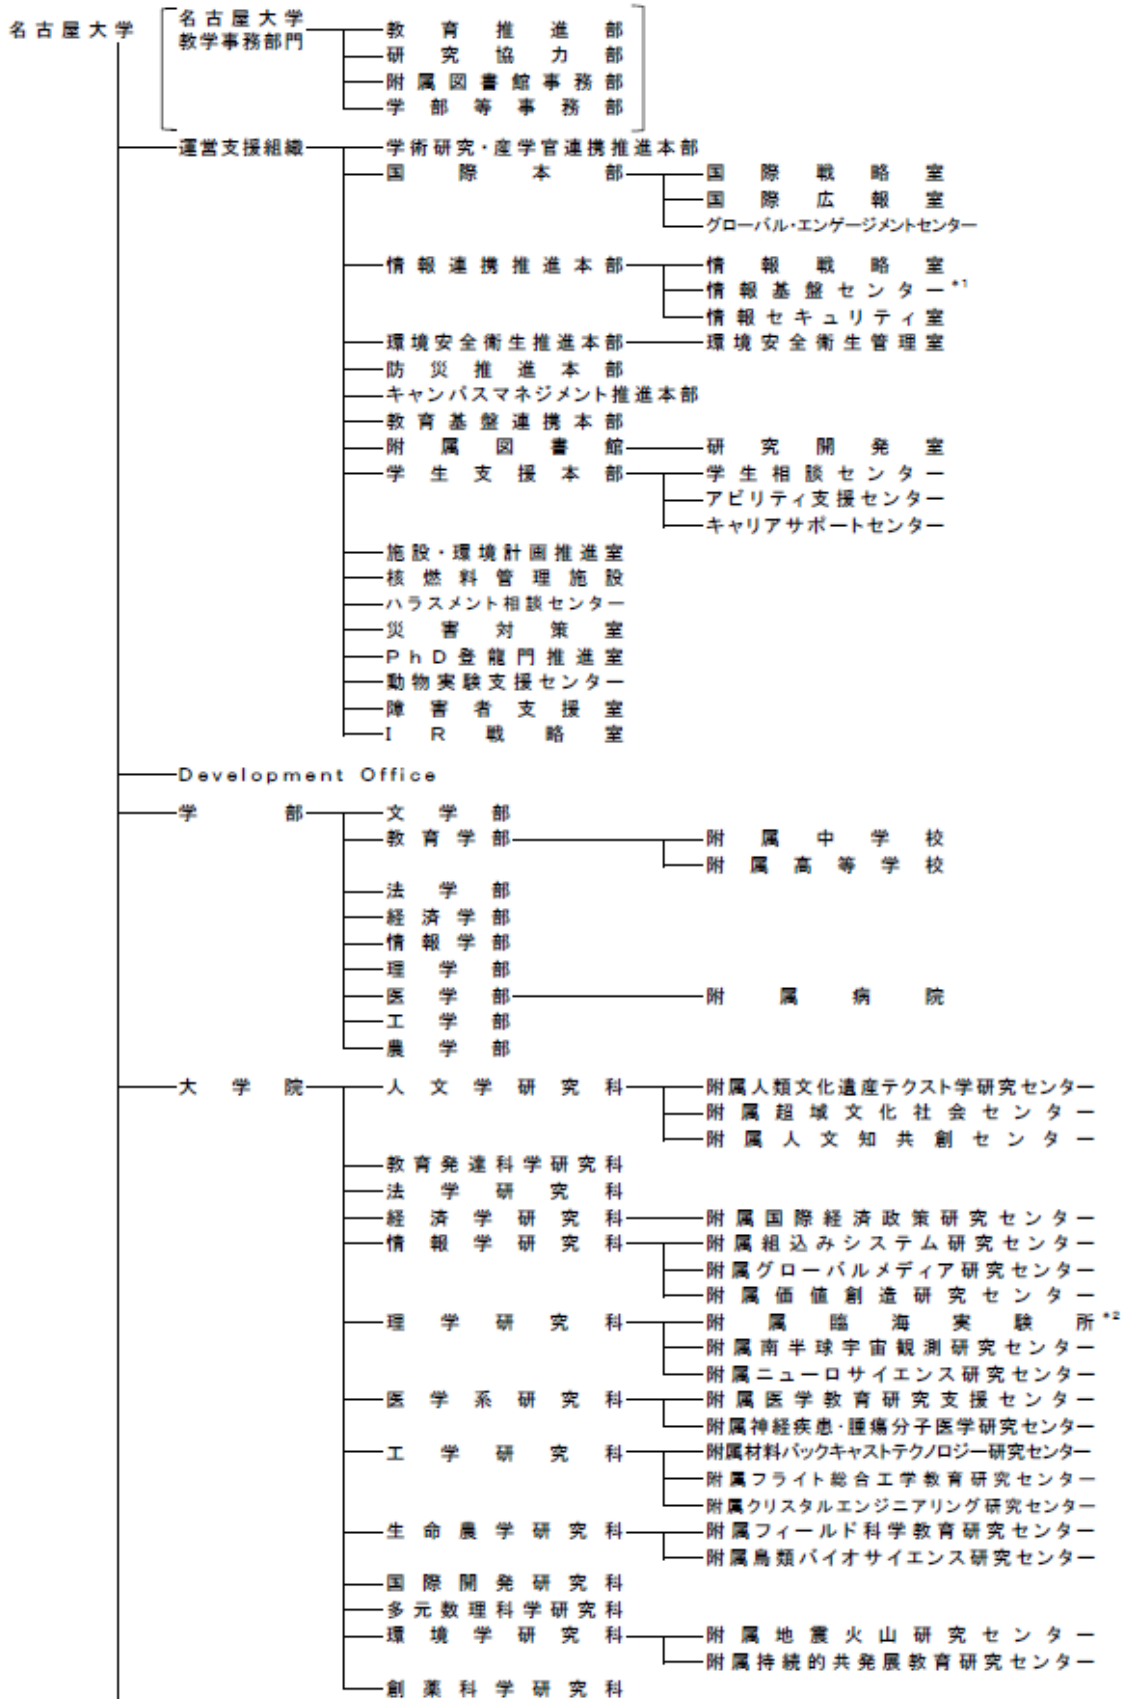 名古屋大学
名古屋大学
教学事務部門
教育推進部
研究協力部
附属図書館事務部
学部等事務部
運営支援組織
学術研究・産学官連携推進本部
国際本部
国際戦略室
国際広報室
グローバル・エンゲージメントセンター
情報連携推進本部
情報戦略室
情報基盤センター*1
情報セキュリティ室
環境安全衛生推進本部
環境安全衛生管理室
防災推進本部
キャンパスマネジメント推進本部
教育基盤連携本部
附属図書館
研究開発室
学生支援本部
学生相談センター
アビリティ支援センター
キャリアサポートセンター
施設・環境計画推進室
核燃料管理施設
ハラスメント相談センター
災害対策室
PhD登龍門推進室
動物実験支援センター
障害者支援室
IR戦略室
Development Office
学部
文学部
教育学部
附属中学校
附属高等学校
法学部
経済学部
情報学部
理学部
医学部
附属病院
工学部
農学部
大学院
人文学研究科
附属人類文化遺産テクスト学研究センター
附属超域文化社会センター
附属人文知共創センター
教育発達科学研究科
法学研究科
経済学研究科
附属国際経済政策研究センター
情報学研究科
附属組込みシステム研究センター
附属グローバルメディア研究センター
附属価値創造研究センター
理学研究科
附属臨海実験所*2
附属南半球宇宙観測研究センター
附属ニューロサイエンス研究センター
医学系研究科
附属医学教育研究支援センター
附属神経疾患・腫瘍分子医学研究センター
工学研究科
附属材料バックキャストテクノロジー研究センター
附属フライト総合工学教育研究センター
附属クリスタルエンジニアリング研究センター
生命農学研究科
附属フィールド科学教育研究センター
附属鳥類バイオサイエンス研究センター
国際開発研究科
多元数理科学研究科
環境学研究科
附属地震火山研究センター
附属持続的共発展教育研究センター
創薬科学研究科